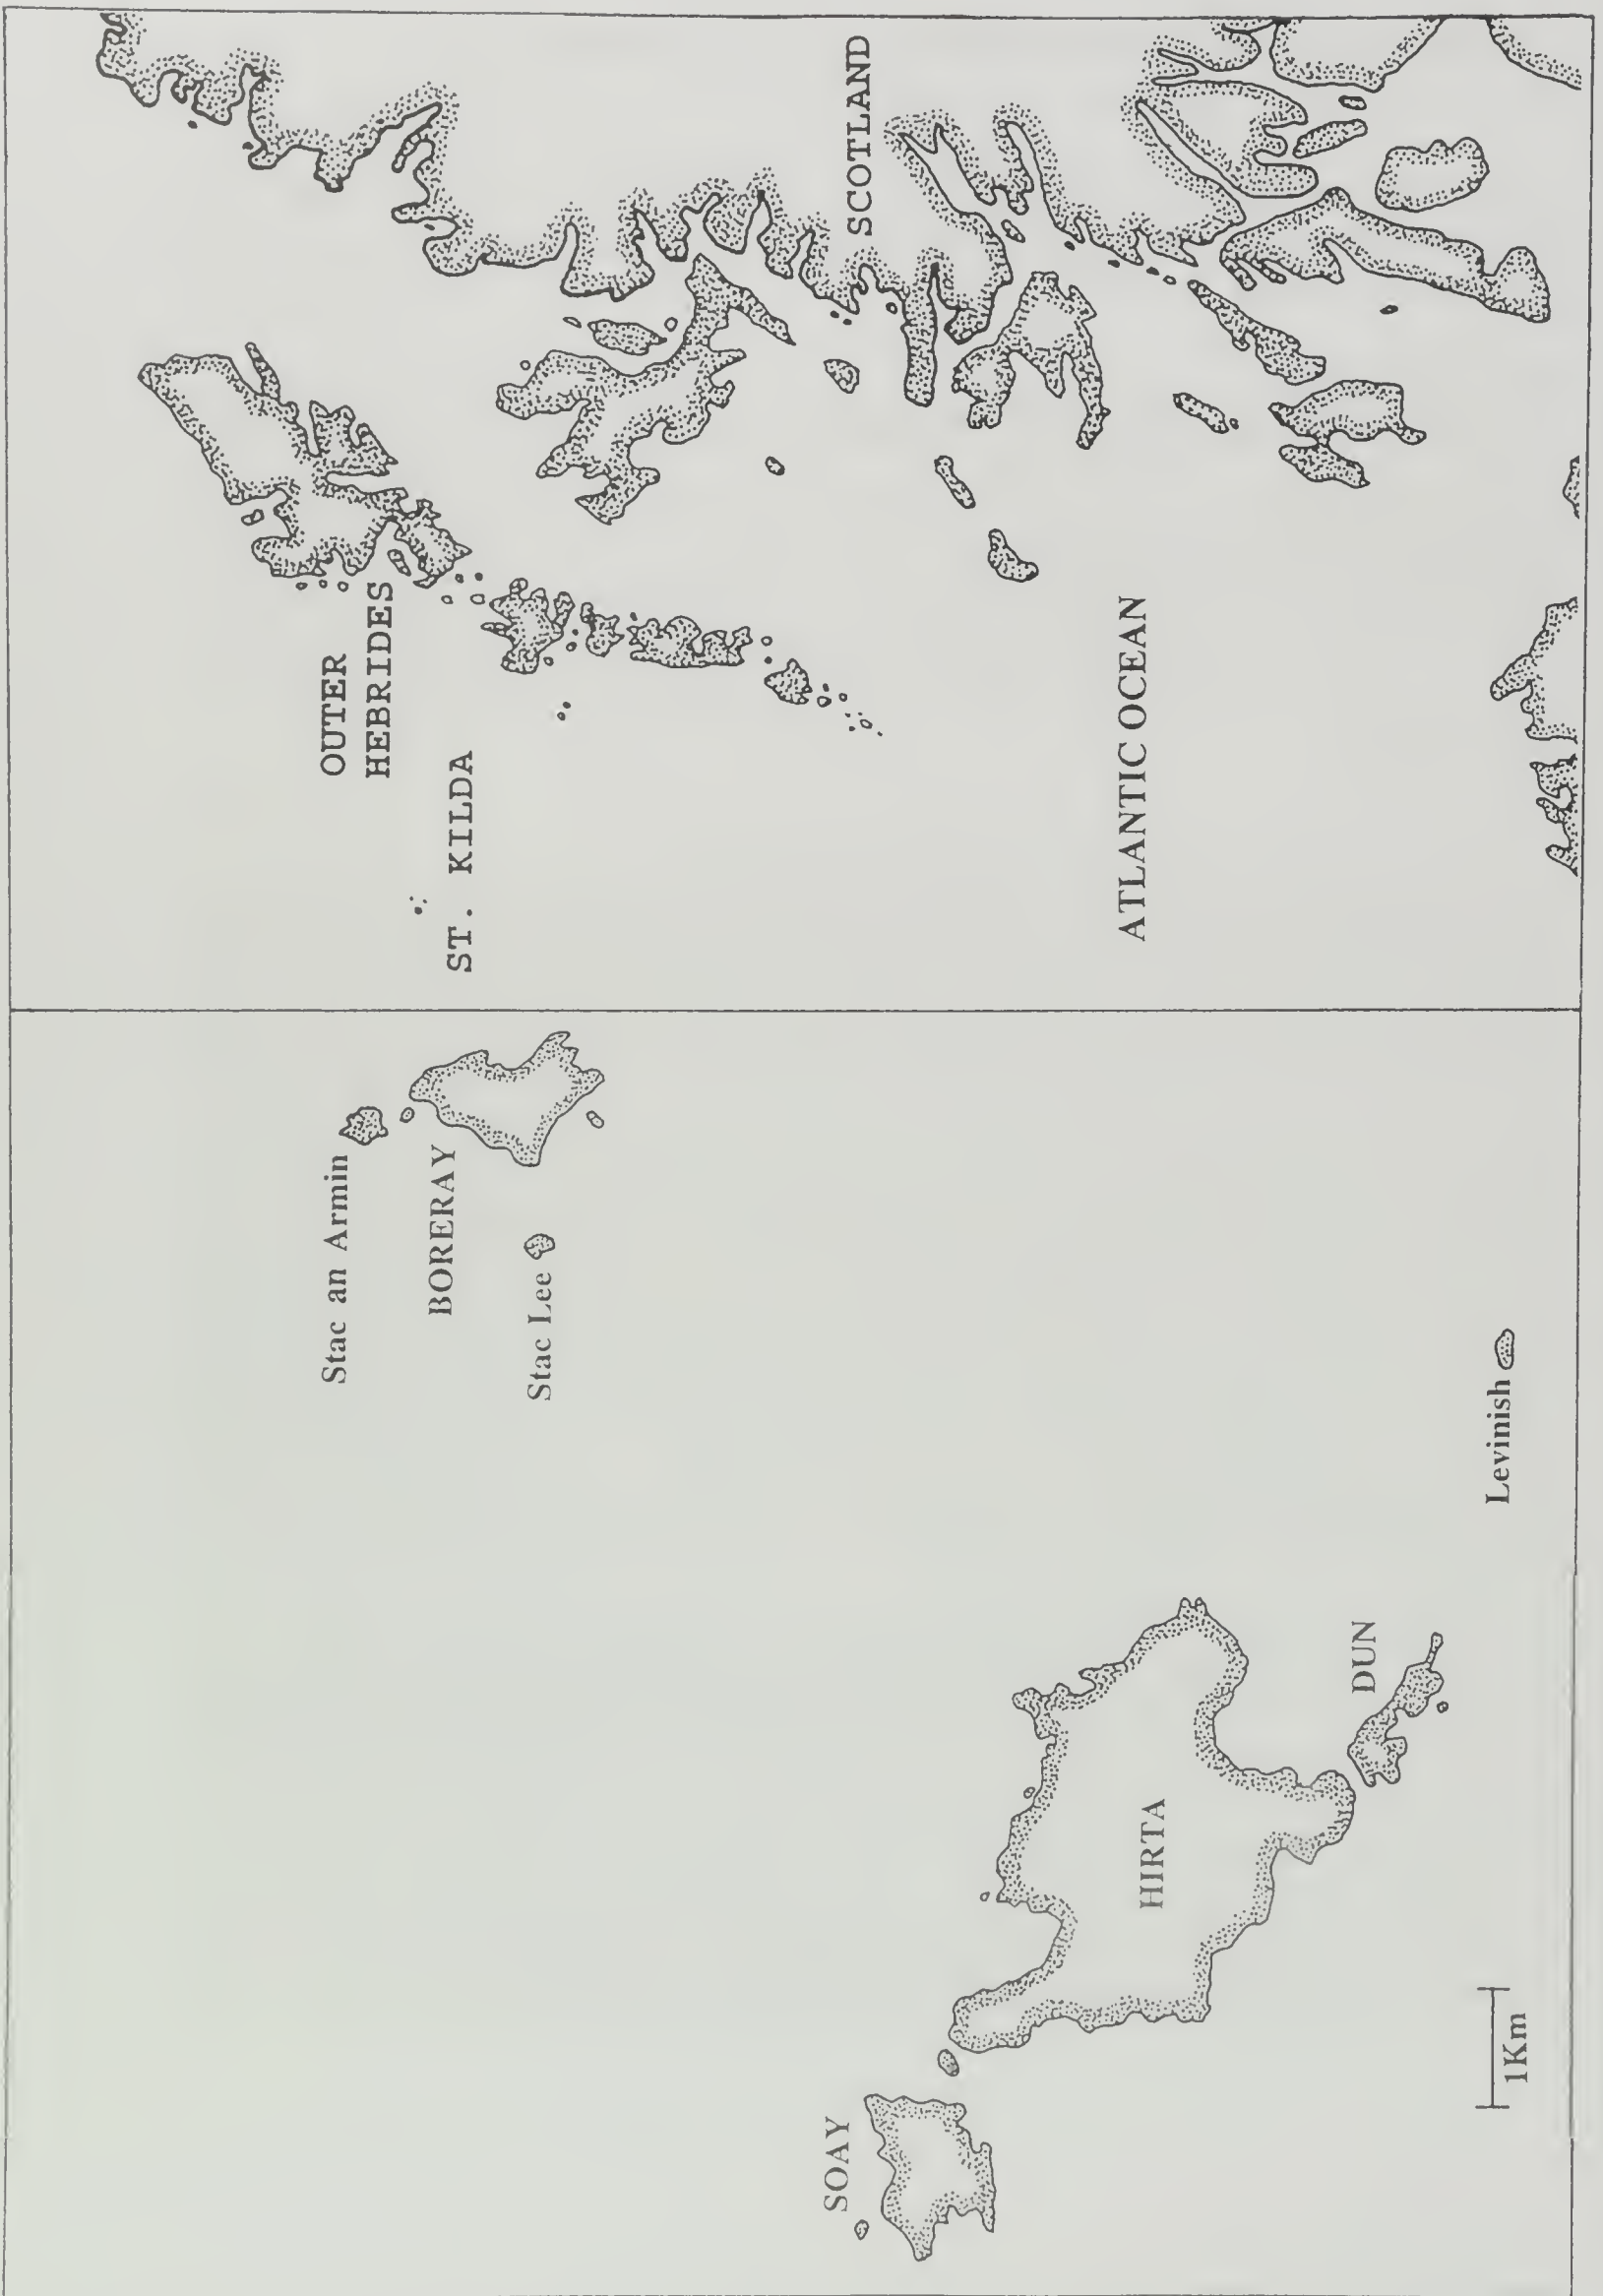 Stac an Armin
BORERAY
Stac Lee
SOAY
HIRTA
DUN
Levinish
1Km
OUTER
HEBRIDES
ST. KILDA
SCOTLAND
ATLANTIC OCEAN